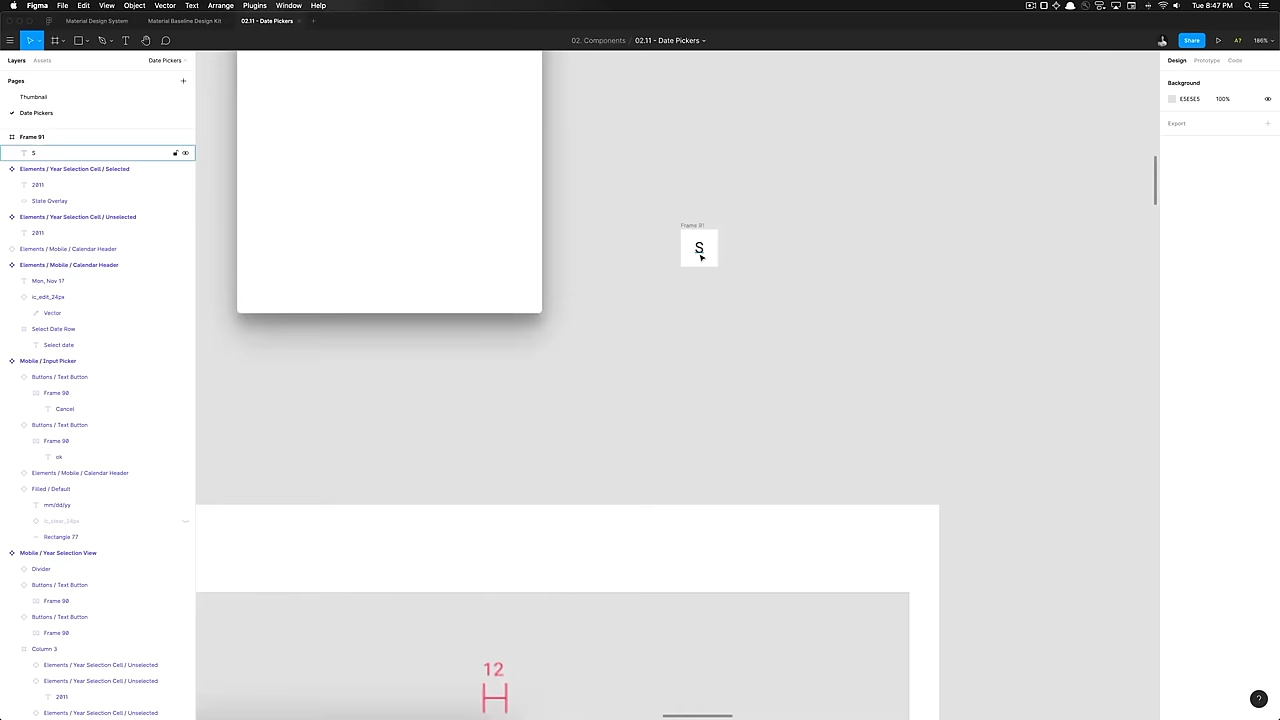 Figma File Edit View Object Vector Text Arrange Plugins Window Help
Tue 8:47 PM
Material Design System
Material Baseline Design Kit
02.11 - Date Pickers
02. Components / 02.11 - Date Pickers
Share
A?
186%
Layers
Assets
Date Pickers
Design
Prototype
Code
Pages
Background
Thumbnail
E5E5E5
100%
Date Pickers
Export
Frame 91
S
Elements / Year Selection Cell / Selected
2011
State Overlay
Elements / Year Selection Cell / Unselected
2011
Elements / Mobile / Calendar Header
Elements / Mobile / Calendar Header
Mon, Nov 17
ic_edit_24px
Vector
Select Date Row
Select date
Mobile / Input Picker
Buttons / Text Button
Frame 90
Cancel
Buttons / Text Button
Frame 90
ok
Elements / Mobile / Calendar Header
Filled / Default
mm/dd/yy
ic_clear_24px
Rectangle 77
Mobile / Year Selection View
Divider
Buttons / Text Button
Frame 90
Buttons / Text Button
Frame 90
Column 3
Elements / Year Selection Cell / Unselected
Elements / Year Selection Cell / Unselected
2011
Elements / Year Selection Cell / Unselected
Frame 91
S
12
?